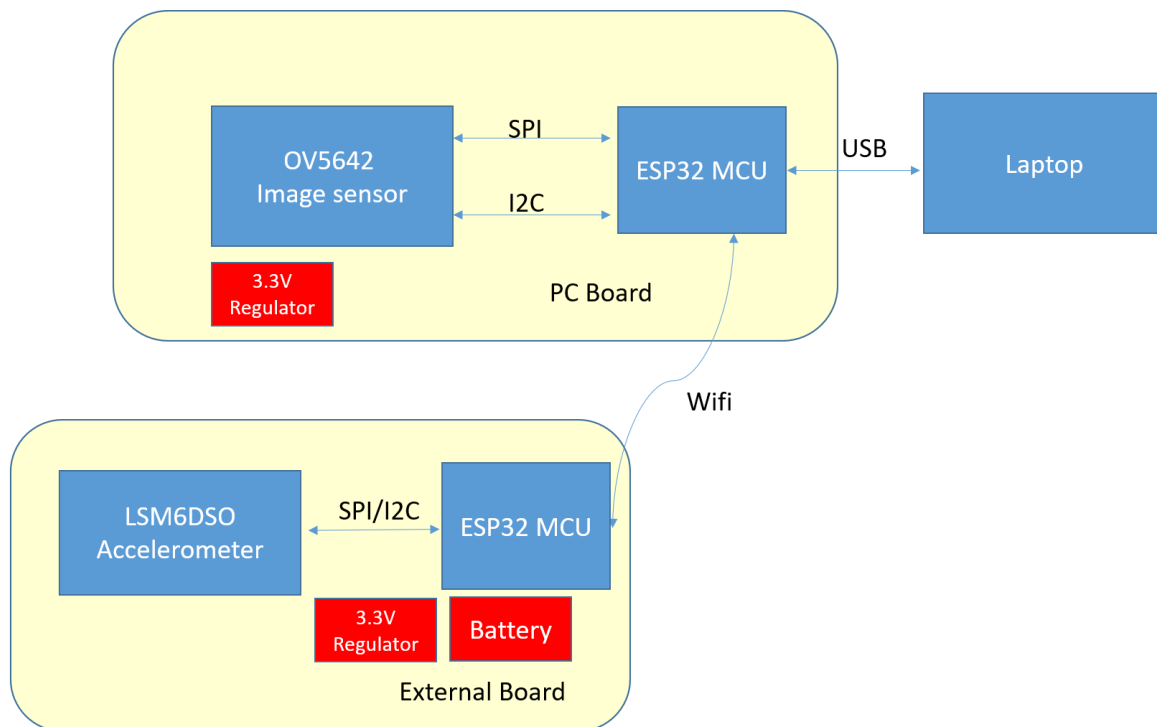 OV5642
Image sensor
SPI
I2C
ESP32 MCU
USB
Laptop
3.3V
Regulator
PC Board
Wifi
LSM6DSO
Accelerometer
SPI/I2C
ESP32 MCU
3.3V
Regulator
Battery
External Board